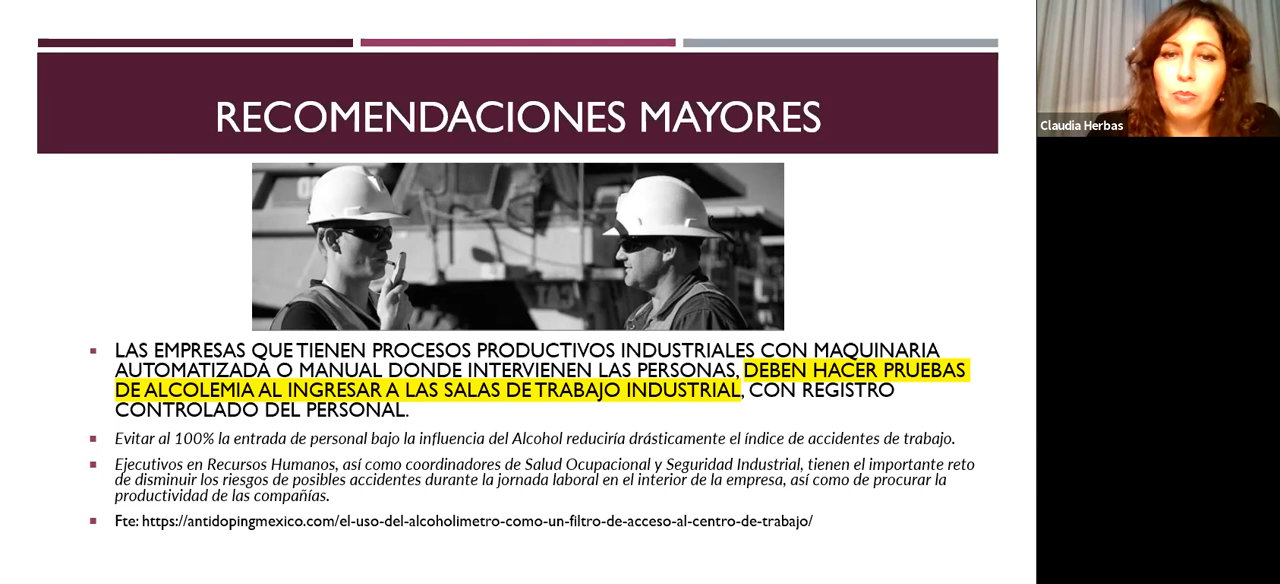 RECOMENDACIONES MAYORES
Claudia Herbas
LAS EMPRESAS QUE TIENEN PROCESOS PRODUCTIVOS INDUSTRIALES CON MAQUINARIA
AUTOMATIZADA O MANUAL DONDE INTERVIENEN LAS PERSONAS, DEBEN HACER PRUEBAS
DE ALCOLEMIA AL INGRESAR A LAS SALAS DE TRABAJO INDUSTRIAL, CON REGISTRO
CONTROLADO DEL PERSONAL.
Evitar al 100% la entrada de personal bajo la influencia del Alcohol reduciría drásticamente el índice de accidentes de trabajo.
Ejecutivos en Recursos Humanos, así como coordinadores de Salud Ocupacional y Seguridad Industrial, tienen el importante reto
de disminuir los riesgos de posibles accidentes durante la jornada laboral en el interior de la empresa, así como de procurar la
productividad de las compañías.
Fte: https://antidopingmexico.com/el-uso-del-alcoholimetro-como-un-filtro-de-acceso-al-centro-de-trabajo/